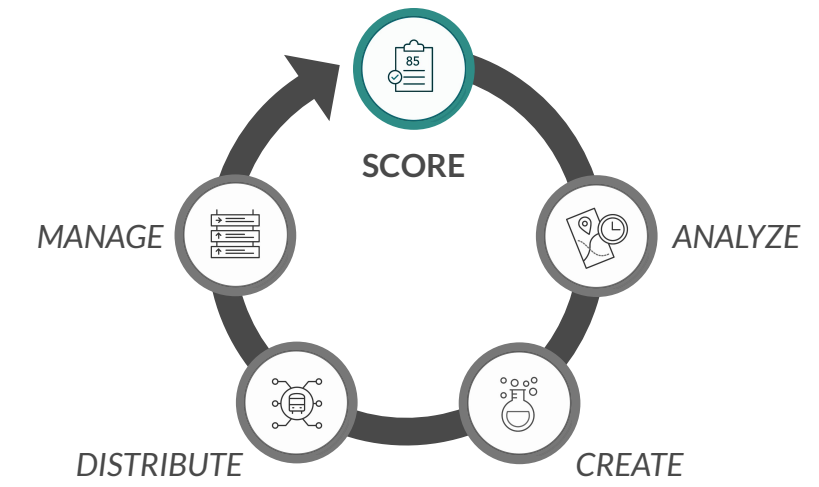 85
SCORE
MANAGE
ANALYZE
DISTRIBUTE
CREATE